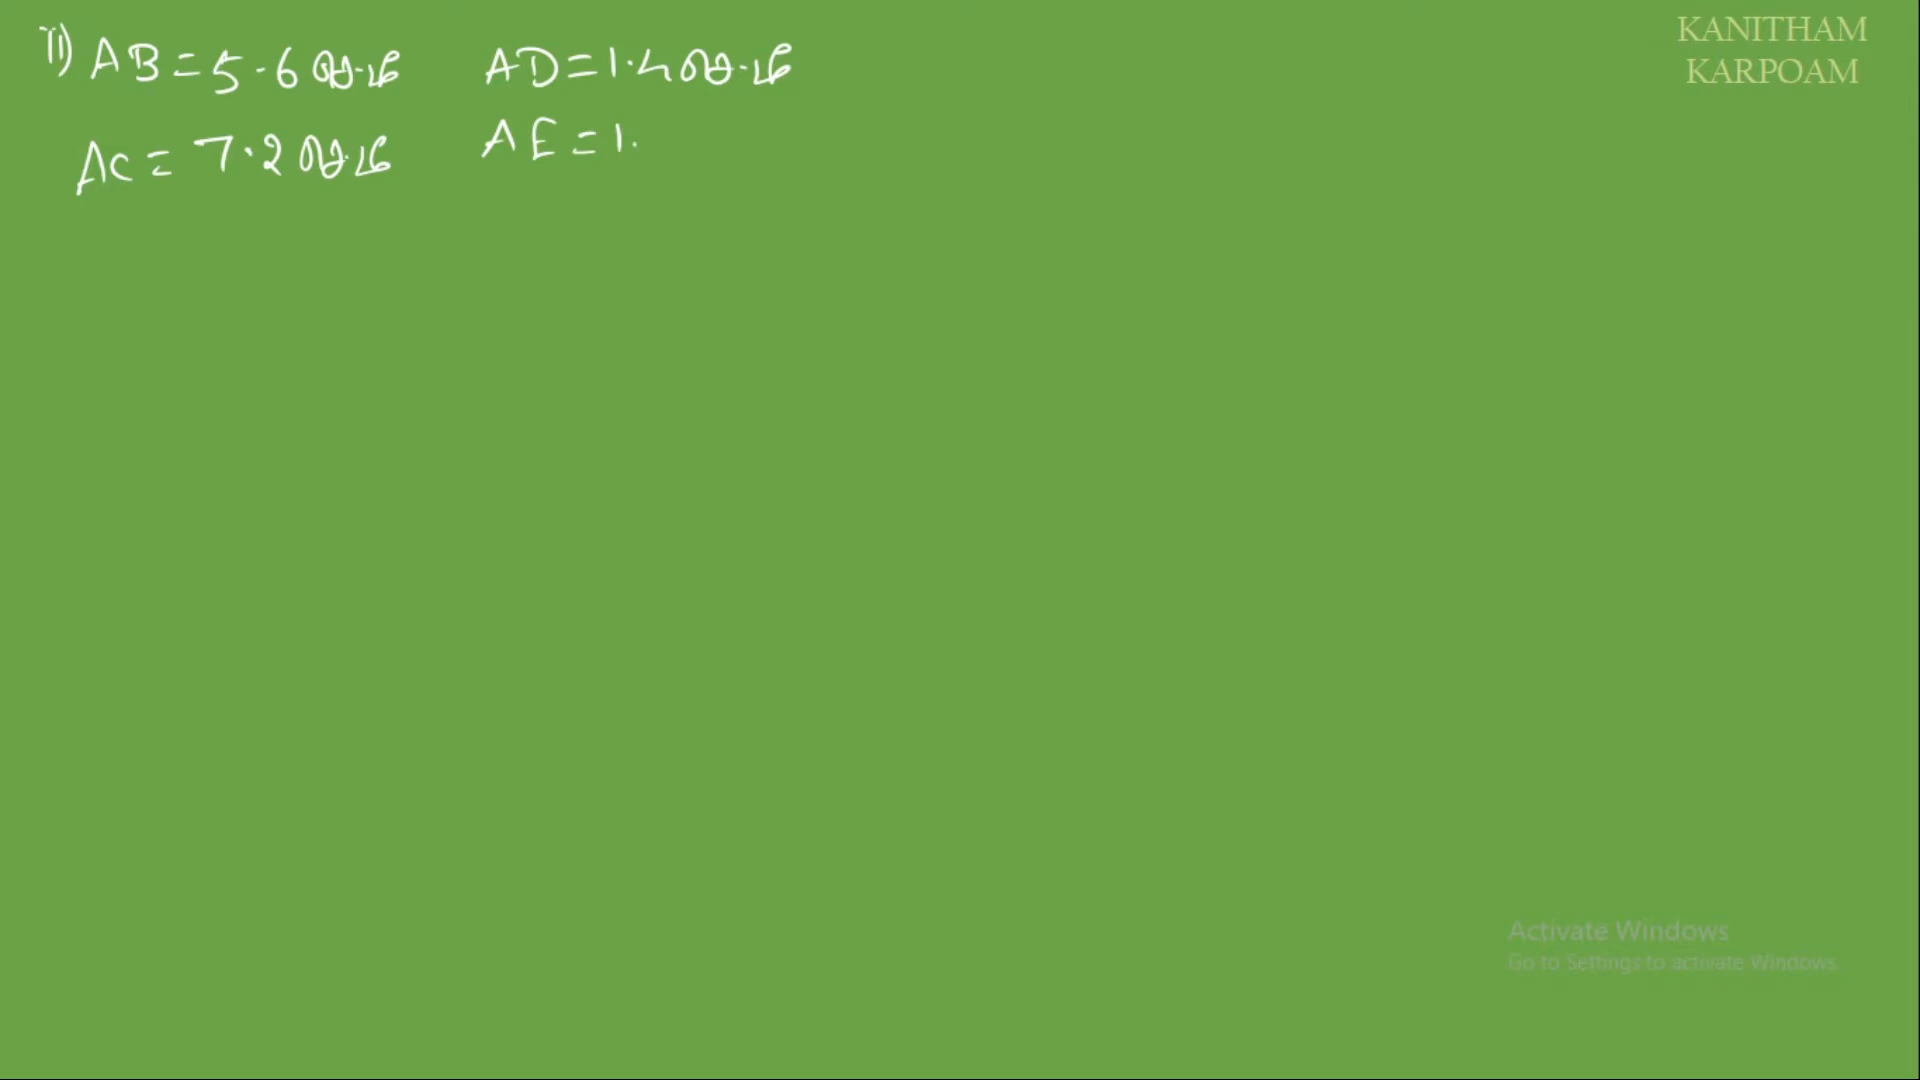 ii) AB = 5.6 செ.மீ AD = 1.4 செ.மீ
AC = 7.2 செ.மீ AE = 1.
KANITHAM
KARPOAM
Activate Windows
Go to Settings to activate Windows.